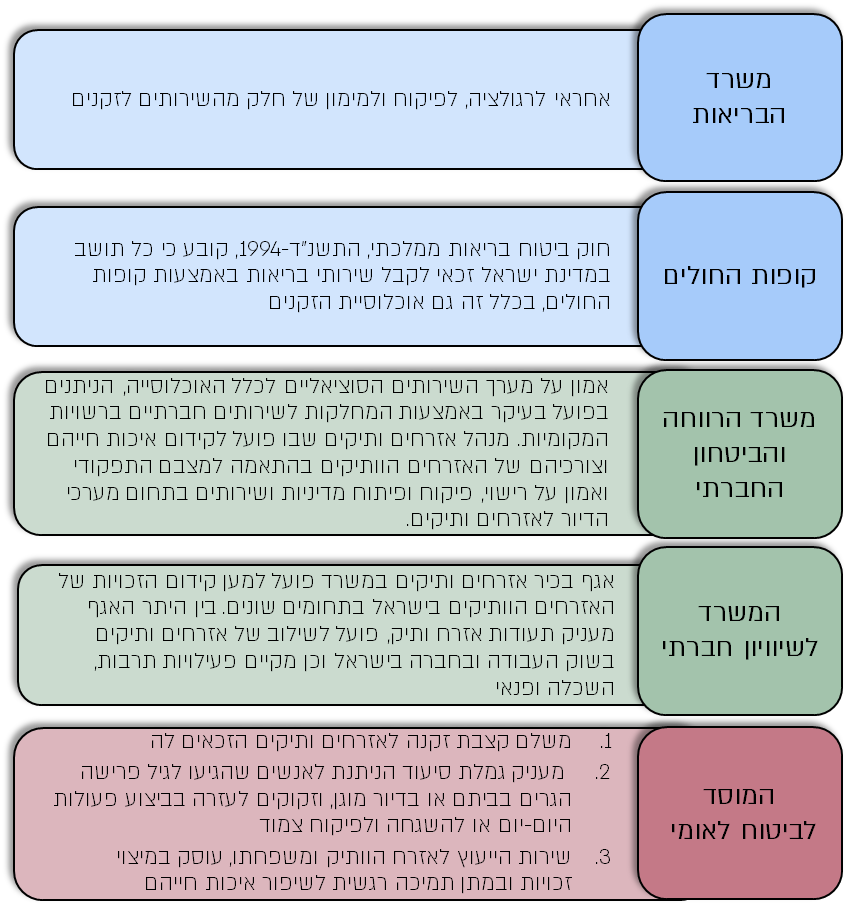 משרד
הבריאות
אחראי לרגולציה, לפיקוח ולמימון של חלק מהשירותים לזקנים
קופות החולים
חוק ביטוח בריאות ממלכתי, התשנ"ד-1994, קובע כי כל תושב
במדינת ישראל זכאי לקבל שירותי בריאות באמצעות קופות
החולים, בכלל זה גם אוכלוסיית הזקנים
משרד הרווחה
והביטחון
החברתי
אמון על מערך השירותים הסוציאליים לכלל האוכלוסייה, הניתנים
בפועל בעיקר באמצעות המחלקות לשירותים חברתיים ברשויות
המקומיות. מנהל אזרחים ותיקים שבו פועל לקידום איכות חייהם
וצורכיהם של האזרחים הוותיקים בהתאמה למצבם התפקודי
ואמון על רישוי, פיקוח ופיתוח מדיניות ושירותים בתחום מערכי
הדיור לאזרחים ותיקים.
המשרד
לשיוויון חברתי
אגף בכיר אזרחים ותיקים במשרד פועל למען קידום הזכויות של
האזרחים הוותיקים בישראל בתחומים שונים. בין היתר האגף
מעניק תעודות אזרח ותיק, פועל לשילוב של אזרחים ותיקים
בשוק העבודה ובחברה בישראל וכן מקיים פעילויות תרבות,
השכלה ופנאי
המוסד
לביטוח לאומי
1. משלם קצבת זקנה לאזרחים ותיקים הזכאים לה
2. מעניק גמלת סיעוד הניתנת לאנשים שהגיעו לגיל פרישה
הגרים בביתם או בדיור מוגן, וזקוקים לעזרה בביצוע פעולות
היום-יום או להשגחה ולפיקוח צמוד
3. שירות הייעוץ לאזרח הוותיק ומשפחתו, עוסק במיצוי
זכויות ובמתן תמיכה רגשית לשיפור איכות חייהם